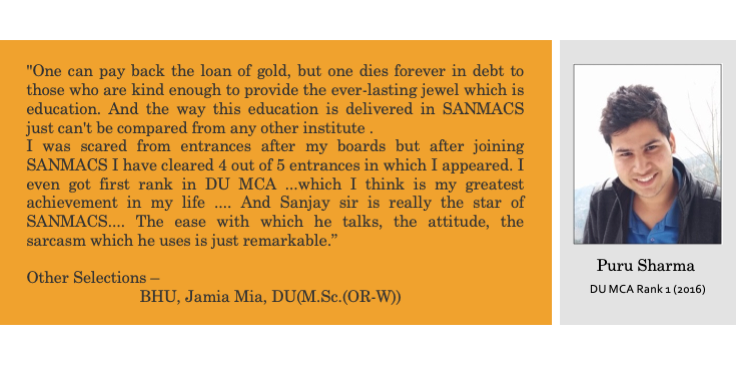 "One can pay back the loan of gold, but one dies forever in debt to
those who are kind enough to provide the ever-lasting jewel which is
education. And the way this education is delivered in SANMACS
just can't be compared from any other institute .
I was scared from entrances after my boards but after joining
SANMACS I have cleared 4 out of 5 entrances in which I appeared. I
even got first rank in DU MCA ...which I think is my greatest
achievement in my life .... And Sanjay sir is really the star of
SANMACS.... The ease with which he talks, the attitude, the
sarcasm which he uses is just remarkable.”
Other Selections –
BHU, Jamia Mia, DU(M.Sc.(OR-W))
Puru Sharma
DU MCA Rank 1 (2016)